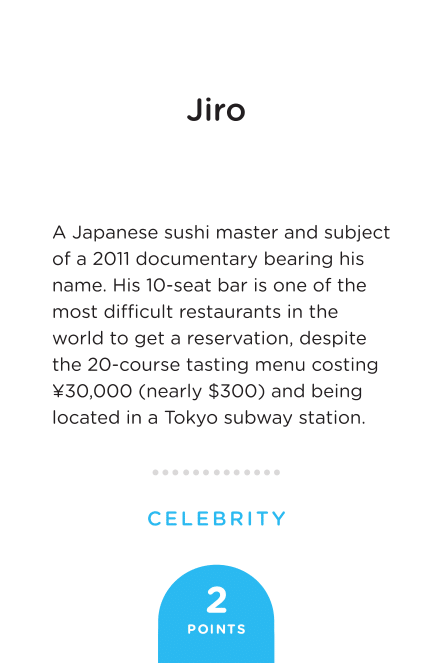 Jiro
A Japanese sushi master and subject
of a 2011 documentary bearing his
name. His 10-seat bar is one of the
most difficult restaurants in the
world to get a reservation, despite
the 20-course tasting menu costing
¥30,000 (nearly $300) and being
located in a Tokyo subway station.
CELEBRITY
2
POINTS